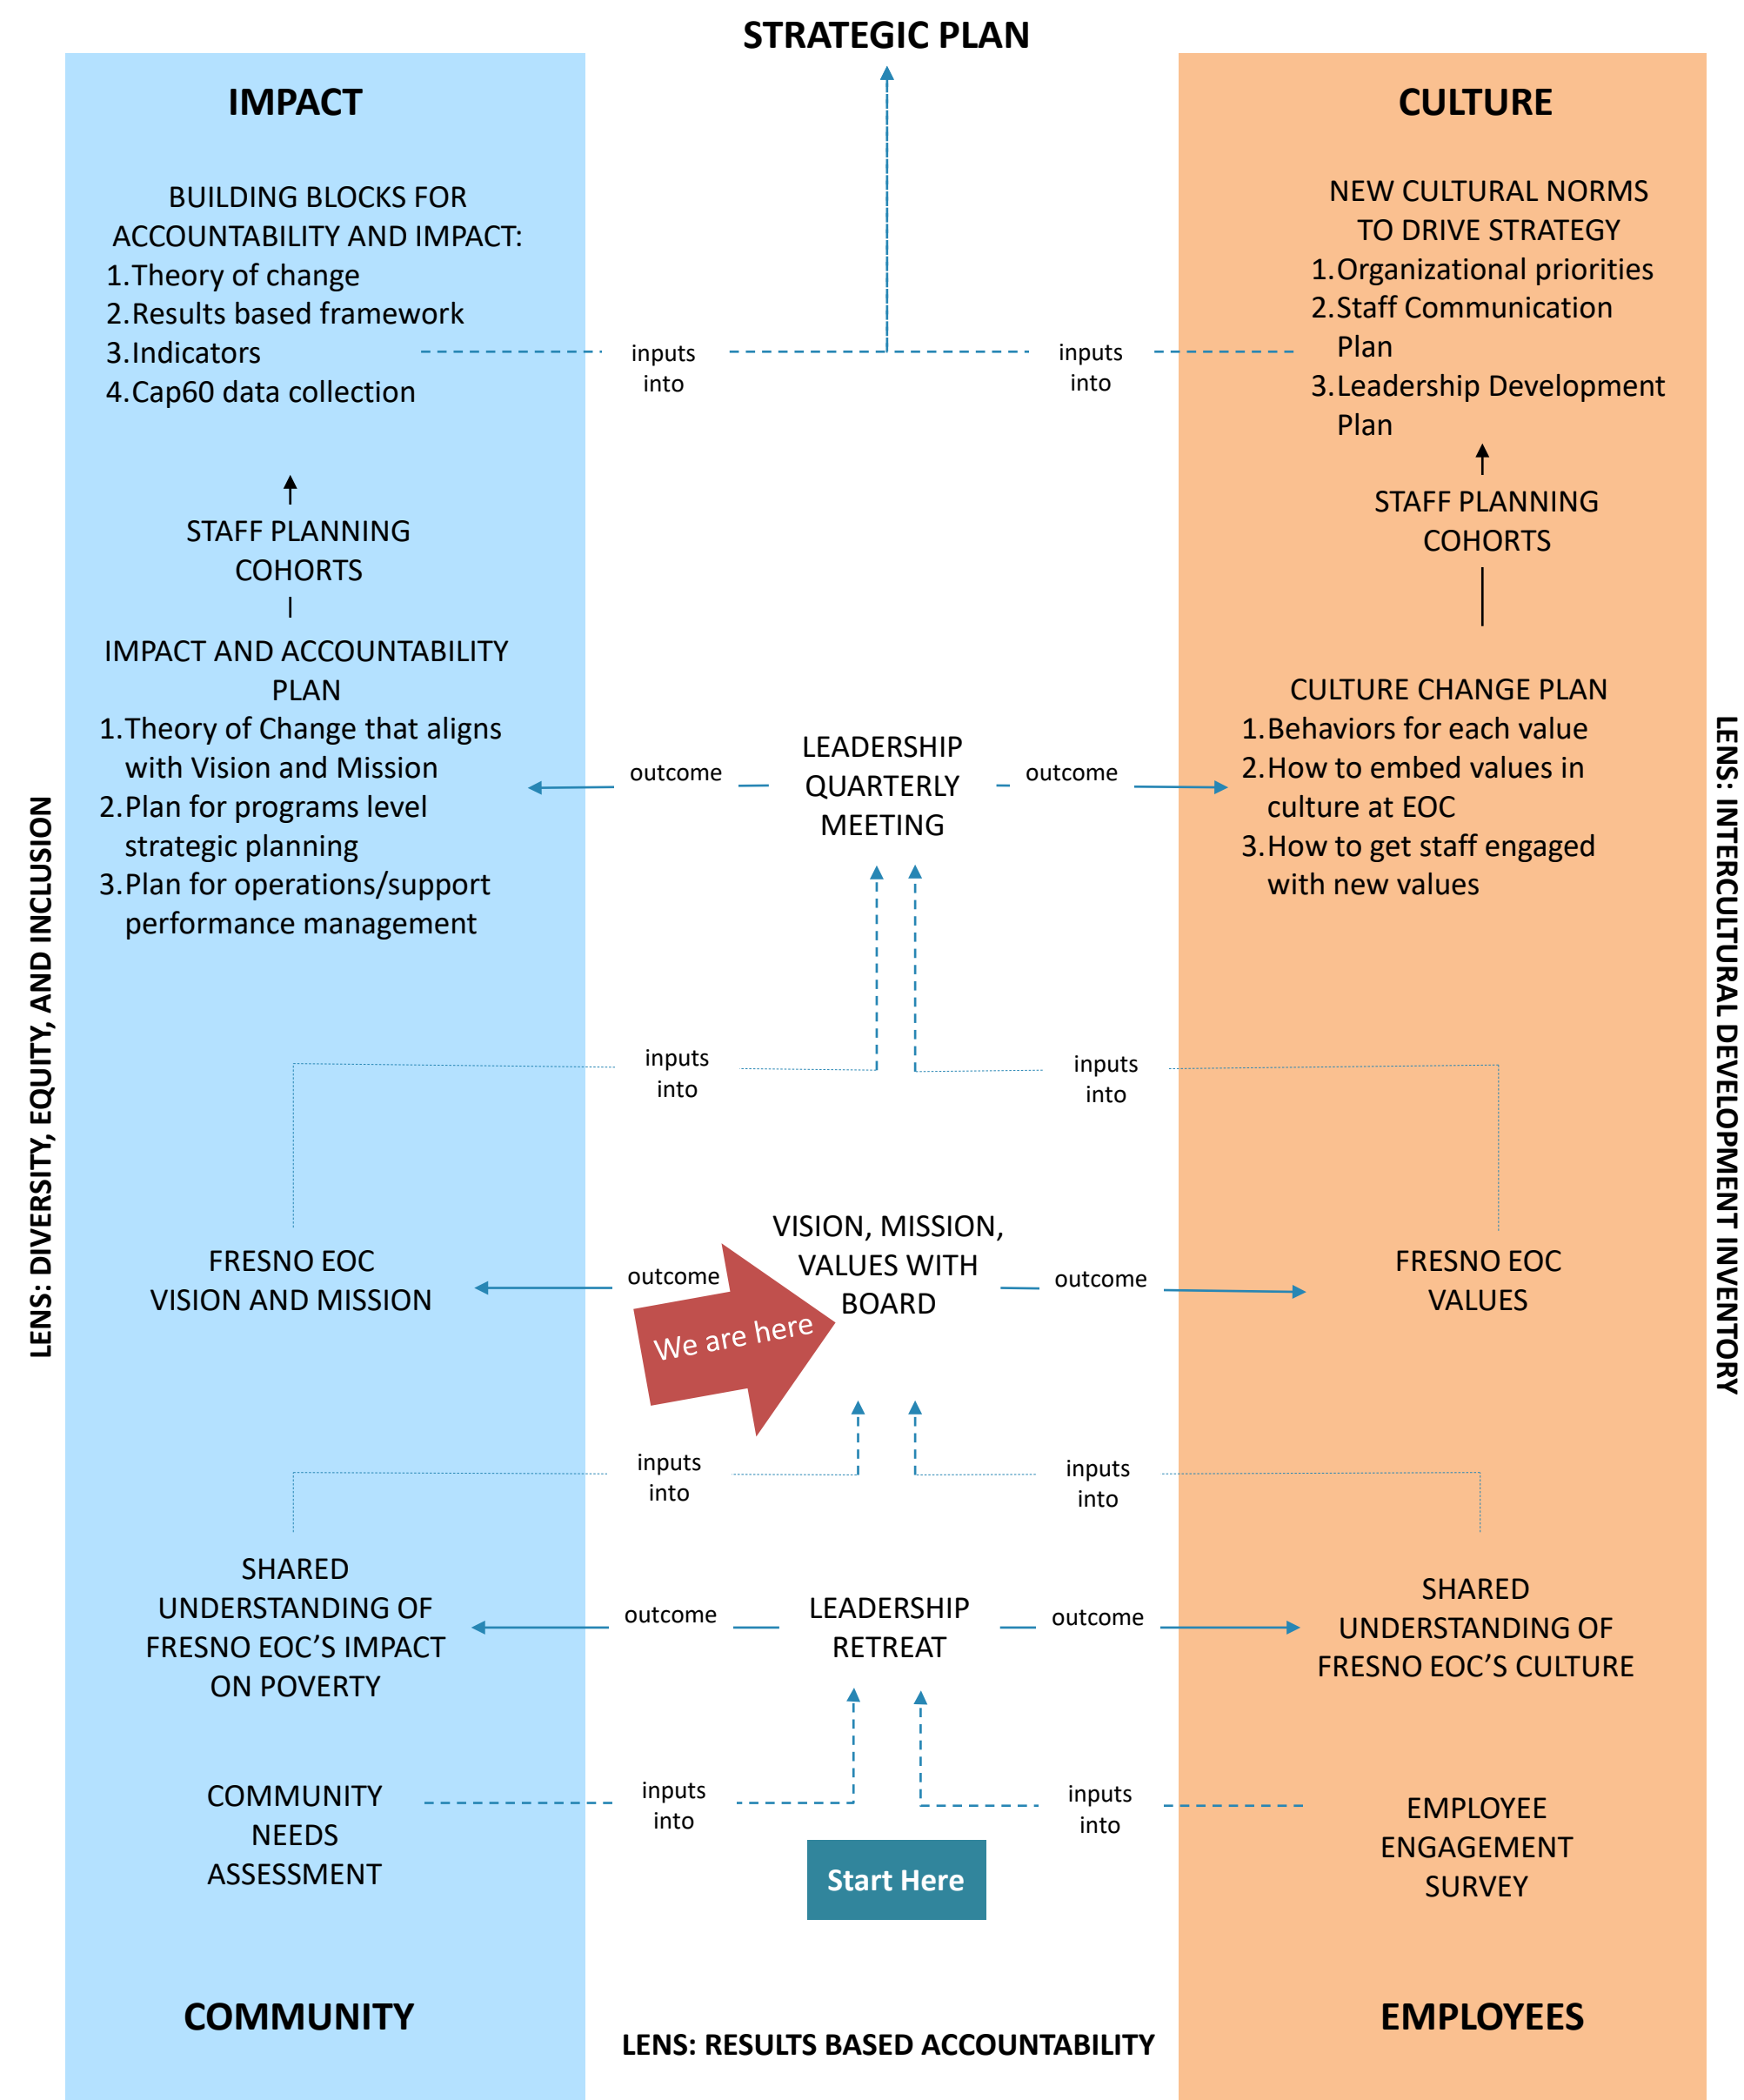 STRATEGIC PLAN
IMPACT
BUILDING BLOCKS FOR
ACCOUNTABILITY AND IMPACT:
1.Theory of change
2.Results based framework
3.Indicators
4.Cap60 data collection
inputs
into
inputs
into
CULTURE
NEW CULTURAL NORMS
TO DRIVE STRATEGY
1.Organizational priorities
2.Staff Communication
Plan
3.Leadership Development
Plan
STAFF PLANNING
COHORTS
STAFF PLANNING
COHORTS
IMPACT AND ACCOUNTABILITY
PLAN
1.Theory of Change that aligns
with Vision and Mission
2.Plan for programs level
strategic planning
3.Plan for operations/support
performance management
outcome
LEADERSHIP
QUARTERLY
MEETING
outcome
CULTURE CHANGE PLAN
1.Behaviors for each value
2.How to embed values in
culture at EOC
3.How to get staff engaged
with new values
LENS: DIVERSITY, EQUITY, AND INCLUSION
LENS: INTERCULTURAL DEVELOPMENT INVENTORY
inputs
into
inputs
into
FRESNO EOC
VISION AND MISSION
outcome
We are here
VISION, MISSION,
VALUES WITH
BOARD
outcome
FRESNO EOC
VALUES
inputs
into
inputs
into
SHARED
UNDERSTANDING OF
FRESNO EOC’S IMPACT
ON POVERTY
outcome
LEADERSHIP
RETREAT
outcome
SHARED
UNDERSTANDING OF
FRESNO EOC’S CULTURE
COMMUNITY
NEEDS
ASSESSMENT
inputs
into
inputs
into
EMPLOYEE
ENGAGEMENT
SURVEY
Start Here
COMMUNITY
LENS: RESULTS BASED ACCOUNTABILITY
EMPLOYEES